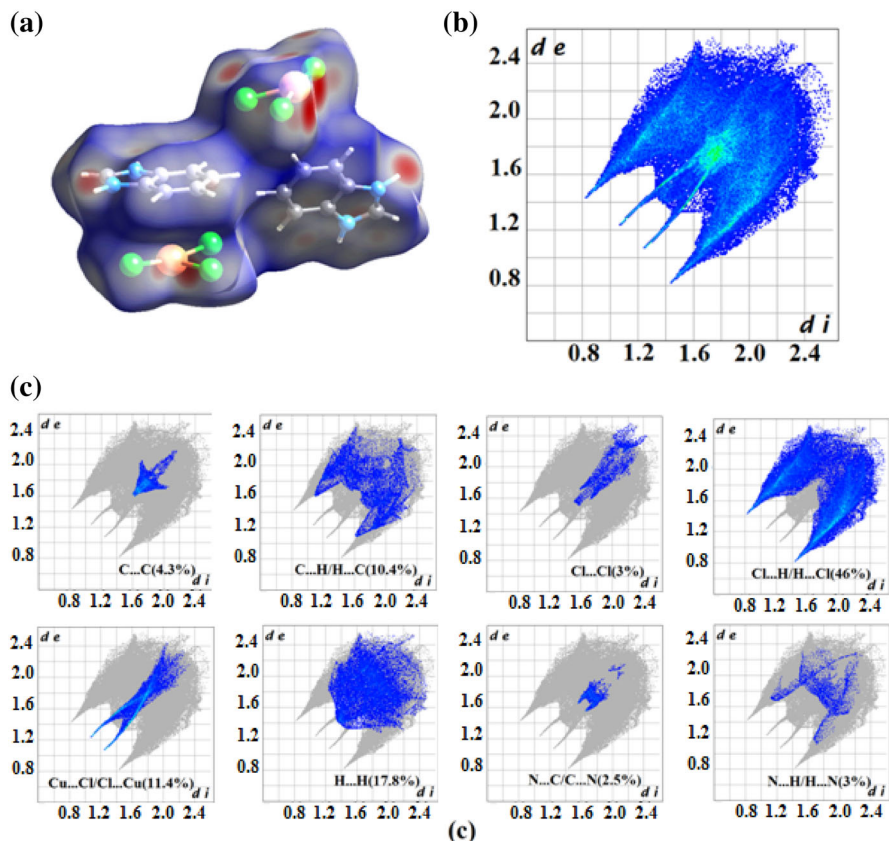 (a)
(b)
d e
2.4
2.0
1.6
1.2
0.8
d i
0.8 1.2 1.6 2.0 2.4
(c)
d e
2.4
2.0
1.6
1.2
0.8
C...C(4.3%)
d i
0.8 1.2 1.6 2.0 2.4
d e
2.4
2.0
1.6
1.2
0.8
C...H/H...C(10.4%)
d i
0.8 1.2 1.6 2.0 2.4
d e
2.4
2.0
1.6
1.2
0.8
Cl...Cl(3%)
d i
0.8 1.2 1.6 2.0 2.4
d e
2.4
2.0
1.6
1.2
0.8
Cl...H/H...Cl(46%)
d i
0.8 1.2 1.6 2.0 2.4
d e
2.4
2.0
1.6
1.2
0.8
Cu...Cl/Cl...Cu(11.4%)
d i
0.8 1.2 1.6 2.0 2.4
d e
2.4
2.0
1.6
1.2
0.8
H...H(17.8%)
d i
0.8 1.2 1.6 2.0 2.4
d e
2.4
2.0
1.6
1.2
0.8
N...C/C...N(2.5%)
d i
0.8 1.2 1.6 2.0 2.4
d e
2.4
2.0
1.6
1.2
0.8
N...H/H...N(3%)
d i
0.8 1.2 1.6 2.0 2.4
(c)